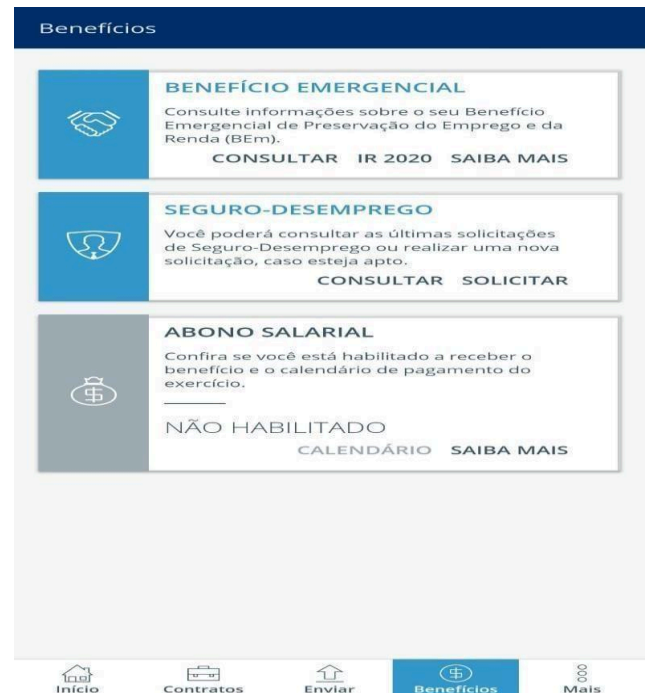 Benefícios
BENEFÍCIO EMERGENCIAL
Consulte informações sobre o seu Benefício
Emergencial de Preservação do Emprego e da
Renda (BEm).
CONSULTAR IR 2020 SAIBA MAIS
SEGURO-DESEMPREGO
Você poderá consultar as últimas solicitações
de Seguro-Desemprego ou realizar uma nova
solicitação, caso esteja apto.
CONSULTAR SOLICITAR
ABONO SALARIAL
Confira se você está habilitado a receber o
benefício e o calendário de pagamento do
exercício.
NÃO HABILITADO
CALENDÁRIO SAIBA MAIS
Início Contratos Enviar Benefícios Mais